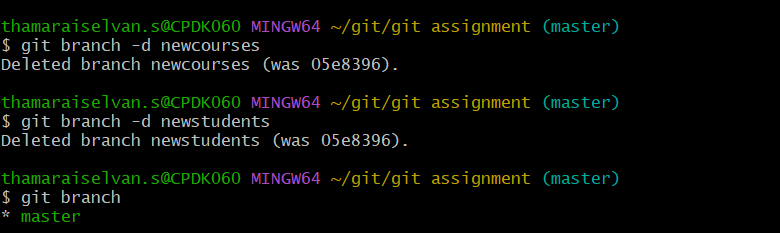 thamaraiselvan.s@CPDK060 MINGW64 ~/git/git assignment (master)
$ git branch -d newcourses
Deleted branch newcourses (was 05e8396).
thamaraiselvan.s@CPDK060 MINGW64 ~/git/git assignment (master)
$ git branch -d newstudents
Deleted branch newstudents (was 05e8396).
thamaraiselvan.s@CPDK060 MINGW64 ~/git/git assignment (master)
$ git branch
* master